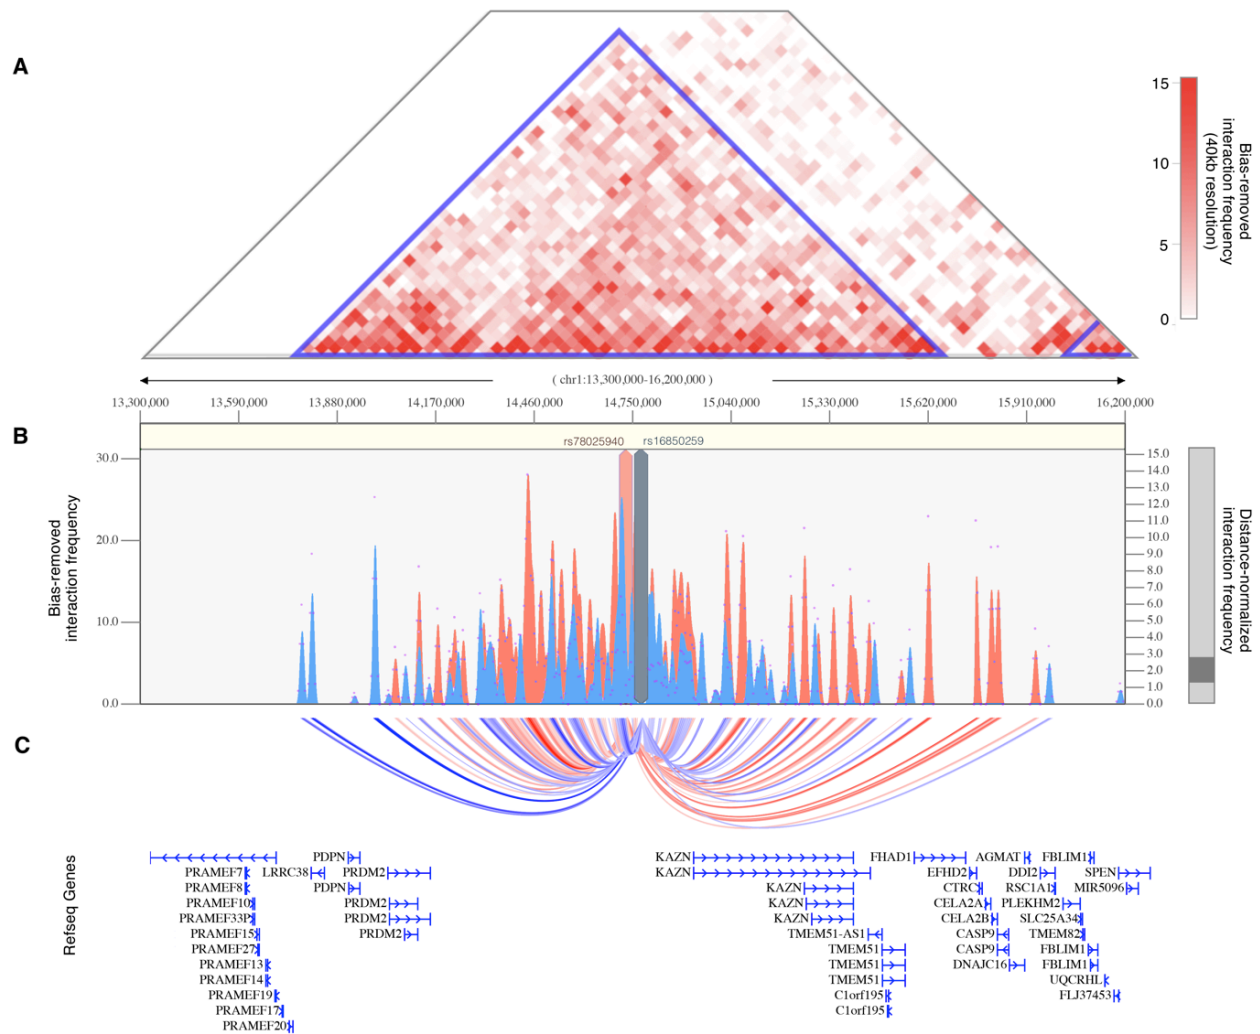 A
15
10
5
0
Bias-removed
interaction frequency
(40kb resolution)
( chr1:13,300,000-16,200,000 )
13,300,000 13,590,000 13,880,000 14,170,000 14,460,000 14,750,000 15,040,000 15,330,000 15,620,000 15,910,000 16,200,000
B
rs78025940 rs16850259
30.0
20.0
10.0
0.0
Bias-removed
interaction frequency
15.0
14.0
13.0
12.0
11.0
10.0
9.0
8.0
7.0
6.0
5.0
4.0
3.0
2.0
1.0
0.0
Distance-normalized
interaction frequency
C
Refseq Genes
PDPN KAZN FHAD1 AGMAT FBLIM1
PRAMEF7 LRRC38 PRDM2 KAZN EFHD2 DDI2 SPEN
PRAMEF8 PDPN KAZN CTRC RSC1A1 MIR5096
PRAMEF10 PRDM2 KAZN CELA2A PLEKHM2
PRAMEF33P PRDM2 KAZN CELA2B SLC25A34
PRAMEF15 PRDM2 TMEM51-AS1 CASP9 TMEM82
PRAMEF27 TMEM51 CASP9 FBLIM1
PRAMEF13 TMEM51 DNAJC16 FBLIM1
PRAMEF14 TMEM51 UQCRHL
PRAMEF19 C1orf195 FLJ37453
PRAMEF17 C1orf195
PRAMEF20